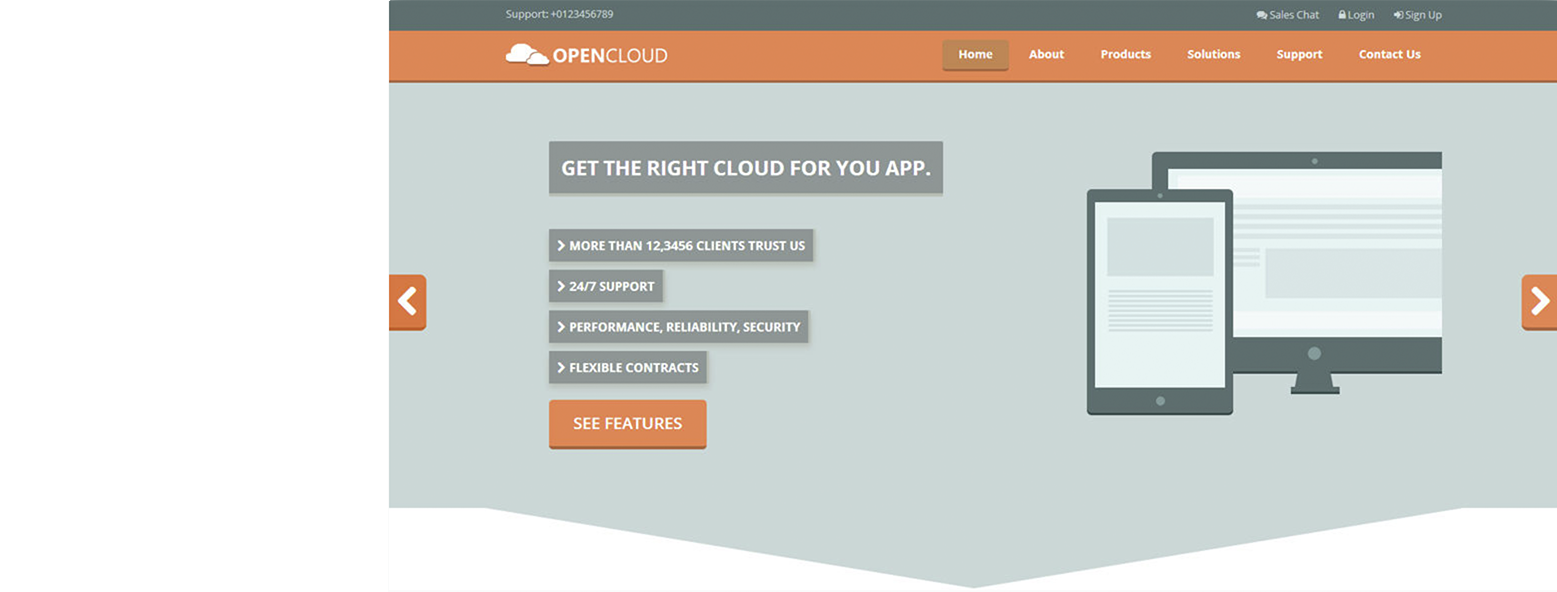 Support: +0123456789 Sales Chat Login Sign Up
OPENCLOUD Home About Products Solutions Support Contact Us
GET THE RIGHT CLOUD FOR YOU APP.
MORE THAN 12,3456 CLIENTS TRUST US
24/7 SUPPORT
PERFORMANCE, RELIABILITY, SECURITY
FLEXIBLE CONTRACTS
SEE FEATURES